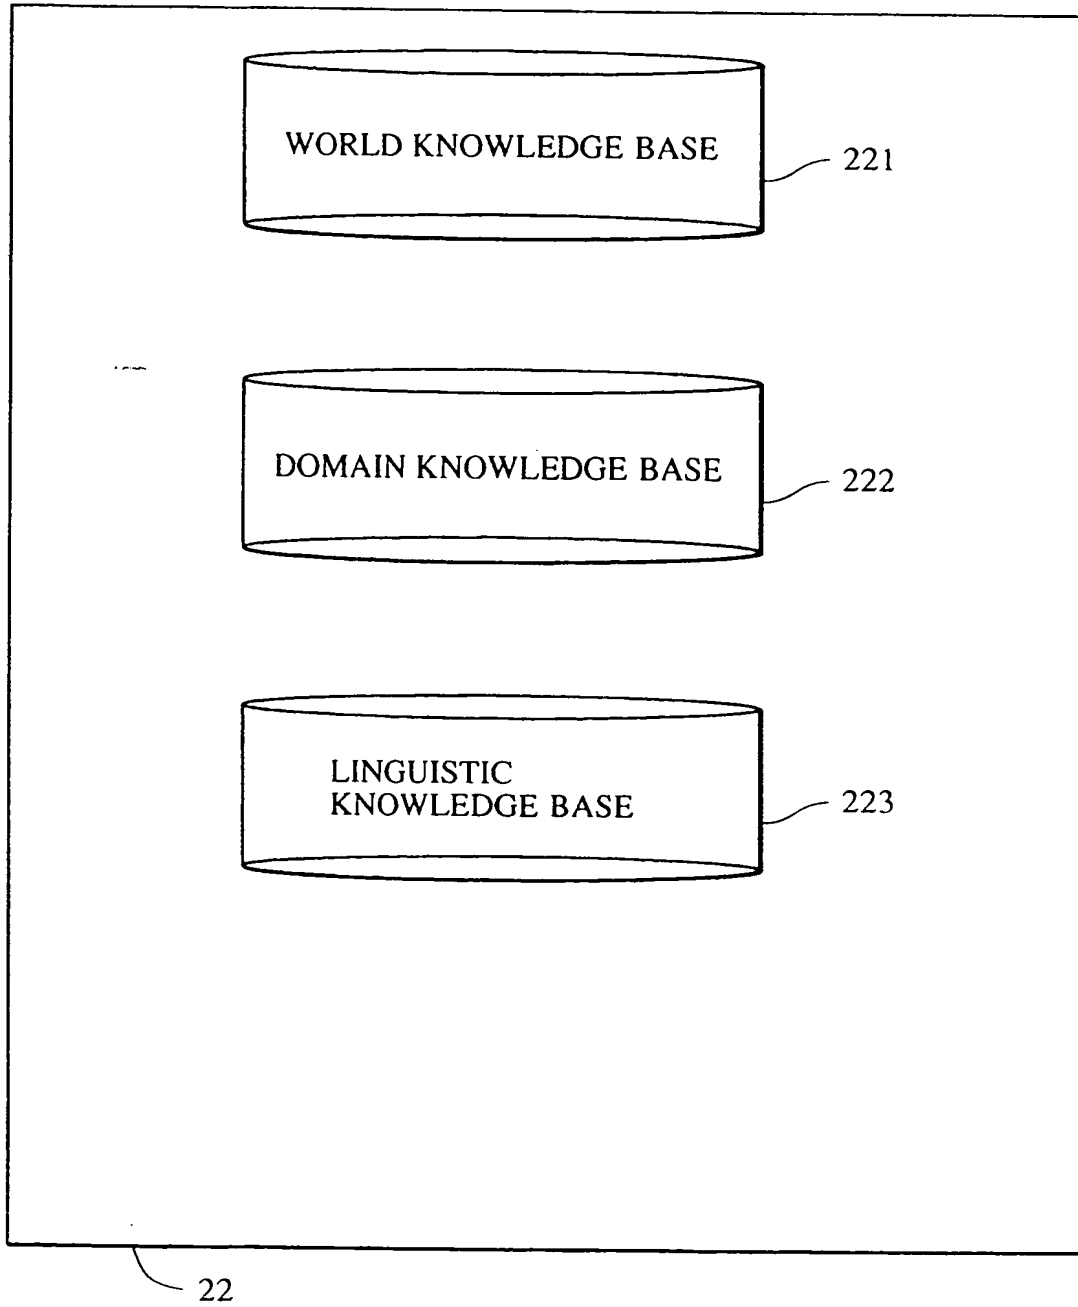 WORLD KNOWLEDGE BASE
221
DOMAIN KNOWLEDGE BASE
222
LINGUISTIC
KNOWLEDGE BASE
223
22